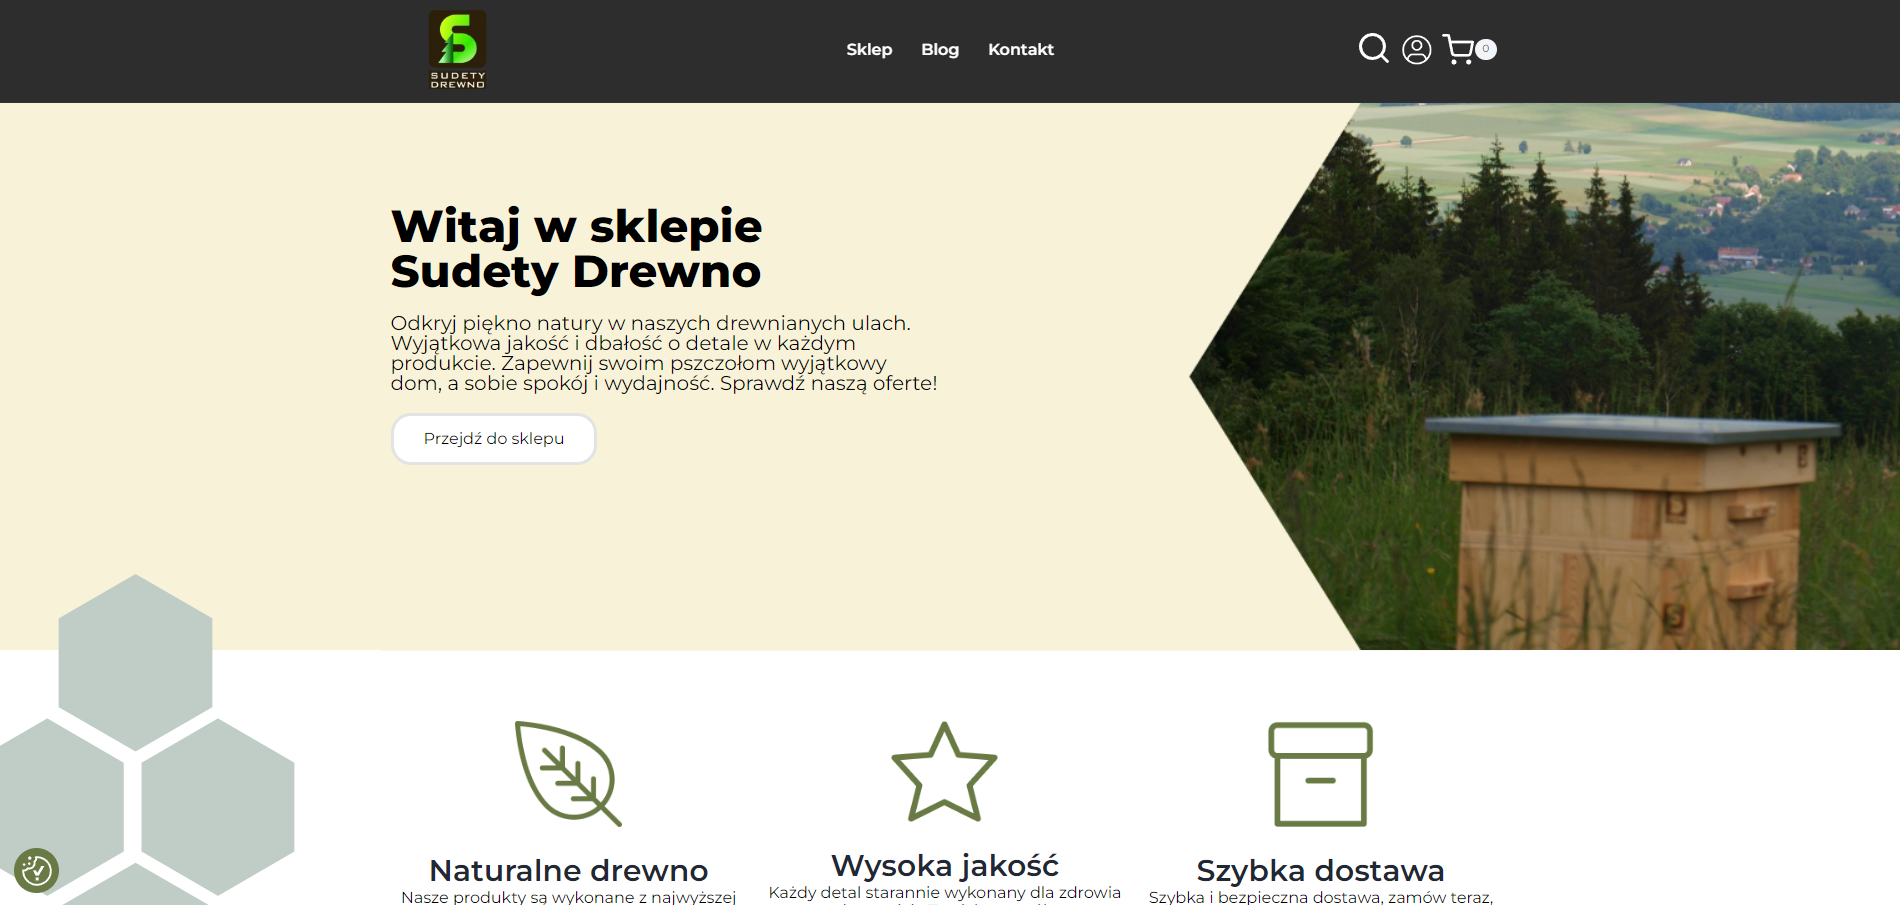 SUDETY
DREWNO
Sklep Blog Kontakt
0
Witaj w sklepie
Sudety Drewno
Odkryj piękno natury w naszych drewnianych ulach.
Wyjątkowa jakość i dbałość o detale w każdym
produkcie. Zapewnij swoim pszczołom wyjątkowy
dom, a sobie spokój i wydajność. Sprawdź naszą oferte!
Przejdź do sklepu
Naturalne drewno
Nasze produkty są wykonane z najwyższej
Wysoka jakość
Każdy detal starannie wykonany dla zdrowia
Szybka dostawa
Szybka i bezpieczna dostawa, zamów teraz,